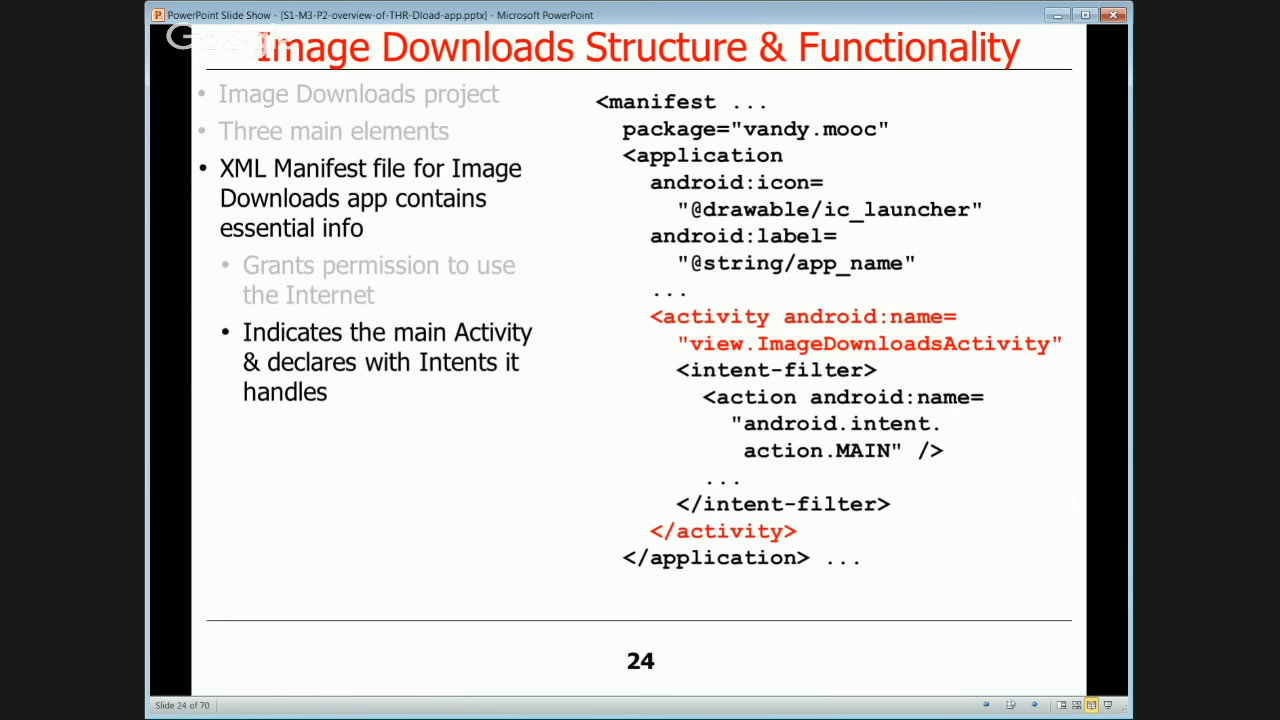 PowerPoint Slide Show - [S1-M3-P2-overview-of-THR-Dload-app.pptx] - Microsoft PowerPoint
Google
Image Downloads Structure & Functionality
• Image Downloads project
• Three main elements
• XML Manifest file for Image
Downloads app contains
essential info
• Grants permission to use
the Internet
• Indicates the main Activity
& declares with Intents it
handles
<manifest ...
package="vandy.mooc"
<application
android:icon=
"@drawable/ic_launcher"
android:label=
"@string/app_name"
...
<activity android:name=
"view.ImageDownloadsActivity"
<intent-filter>
<action android:name=
"android.intent.
action.MAIN" />
...
</intent-filter>
</activity>
</application> ...
24
Slide 24 of 70